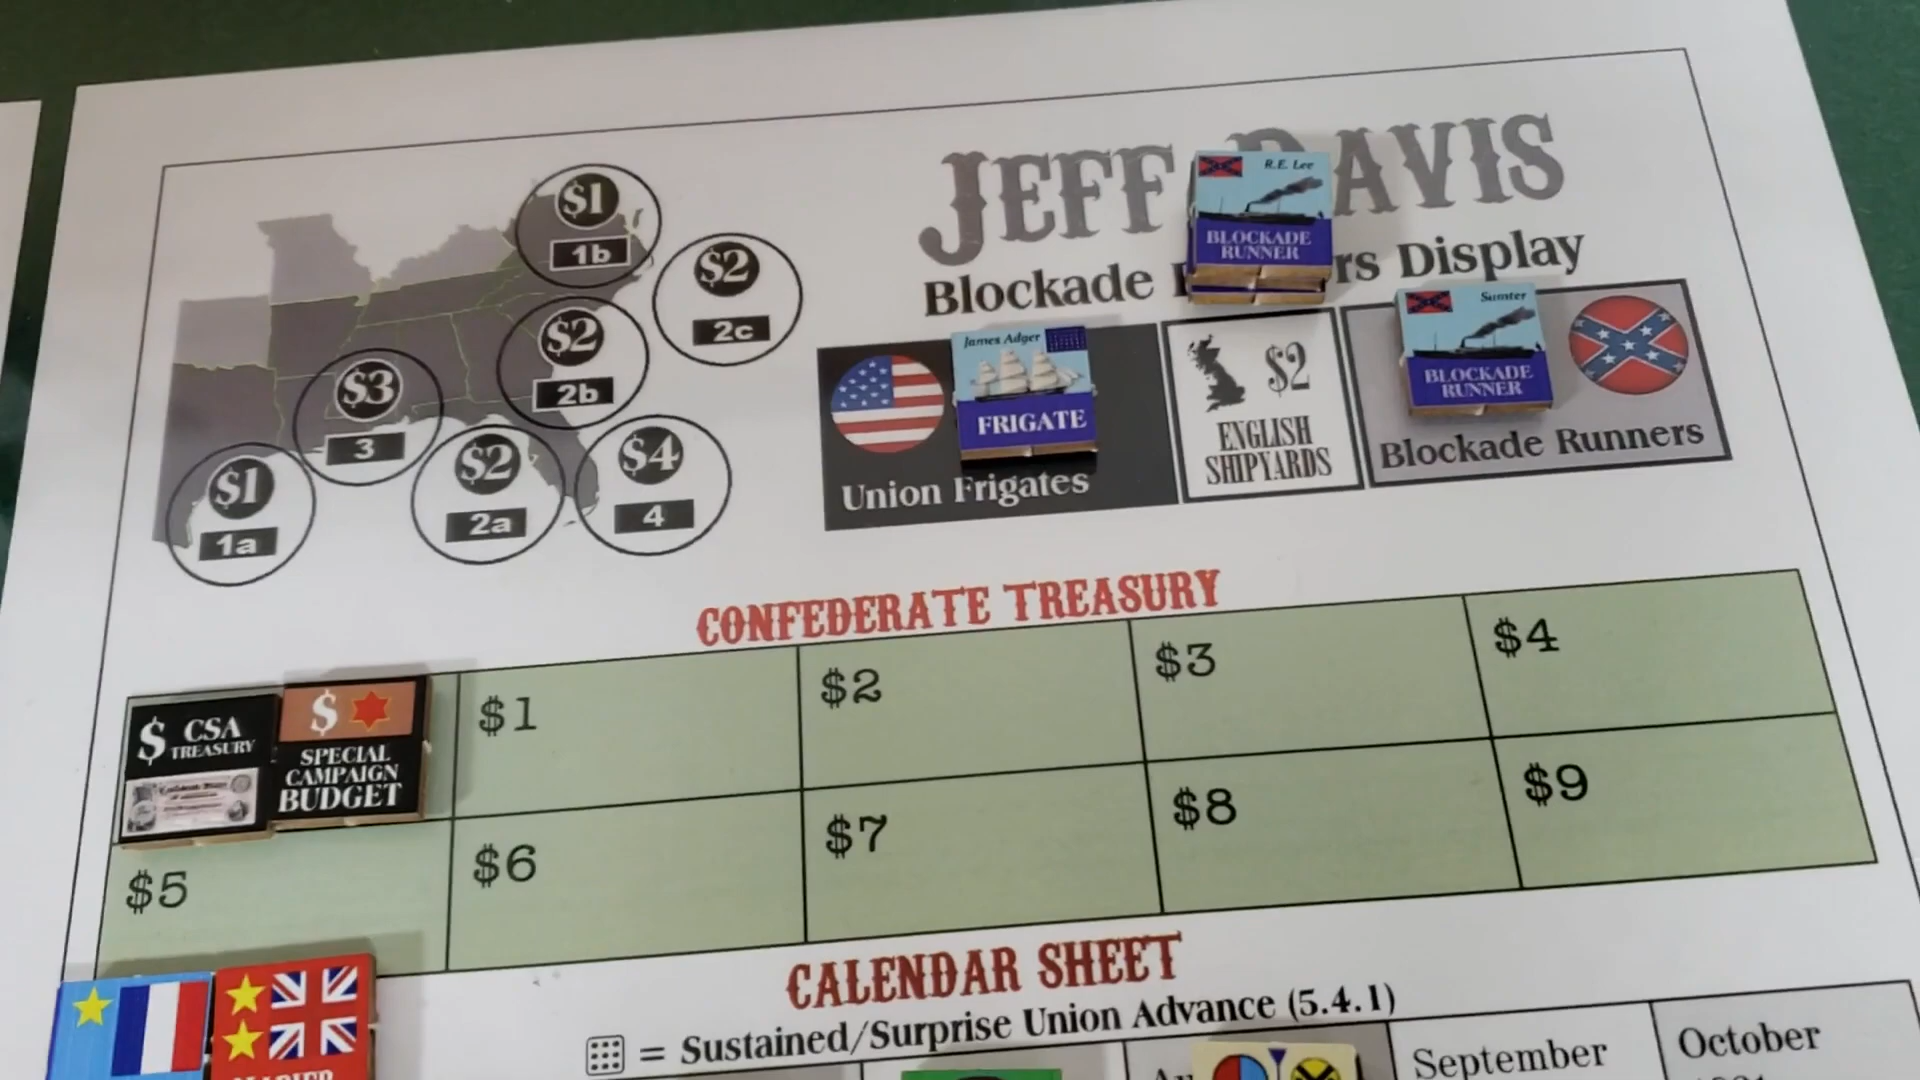 JEFF DAVIS
Blockade
rs Display
R.E. Lee
BLOCKADE
RUNNER
$1
1b
$2
2c
$2
2b
$3
3
$1
1a
$2
2a
$4
4
James Adger
FRIGATE
Union Frigates
$2
ENGLISH
SHIPYARDS
Sumter
BLOCKADE
RUNNER
Blockade Runners
CONFEDERATE TREASURY
$ CSA
TREASURY
$
SPECIAL
CAMPAIGN
BUDGET
$1
$2
$3
$4
$5
$6
$7
$8
$9
CALENDAR SHEET
= Sustained/Surprise Union Advance (5.4.1)
September
October